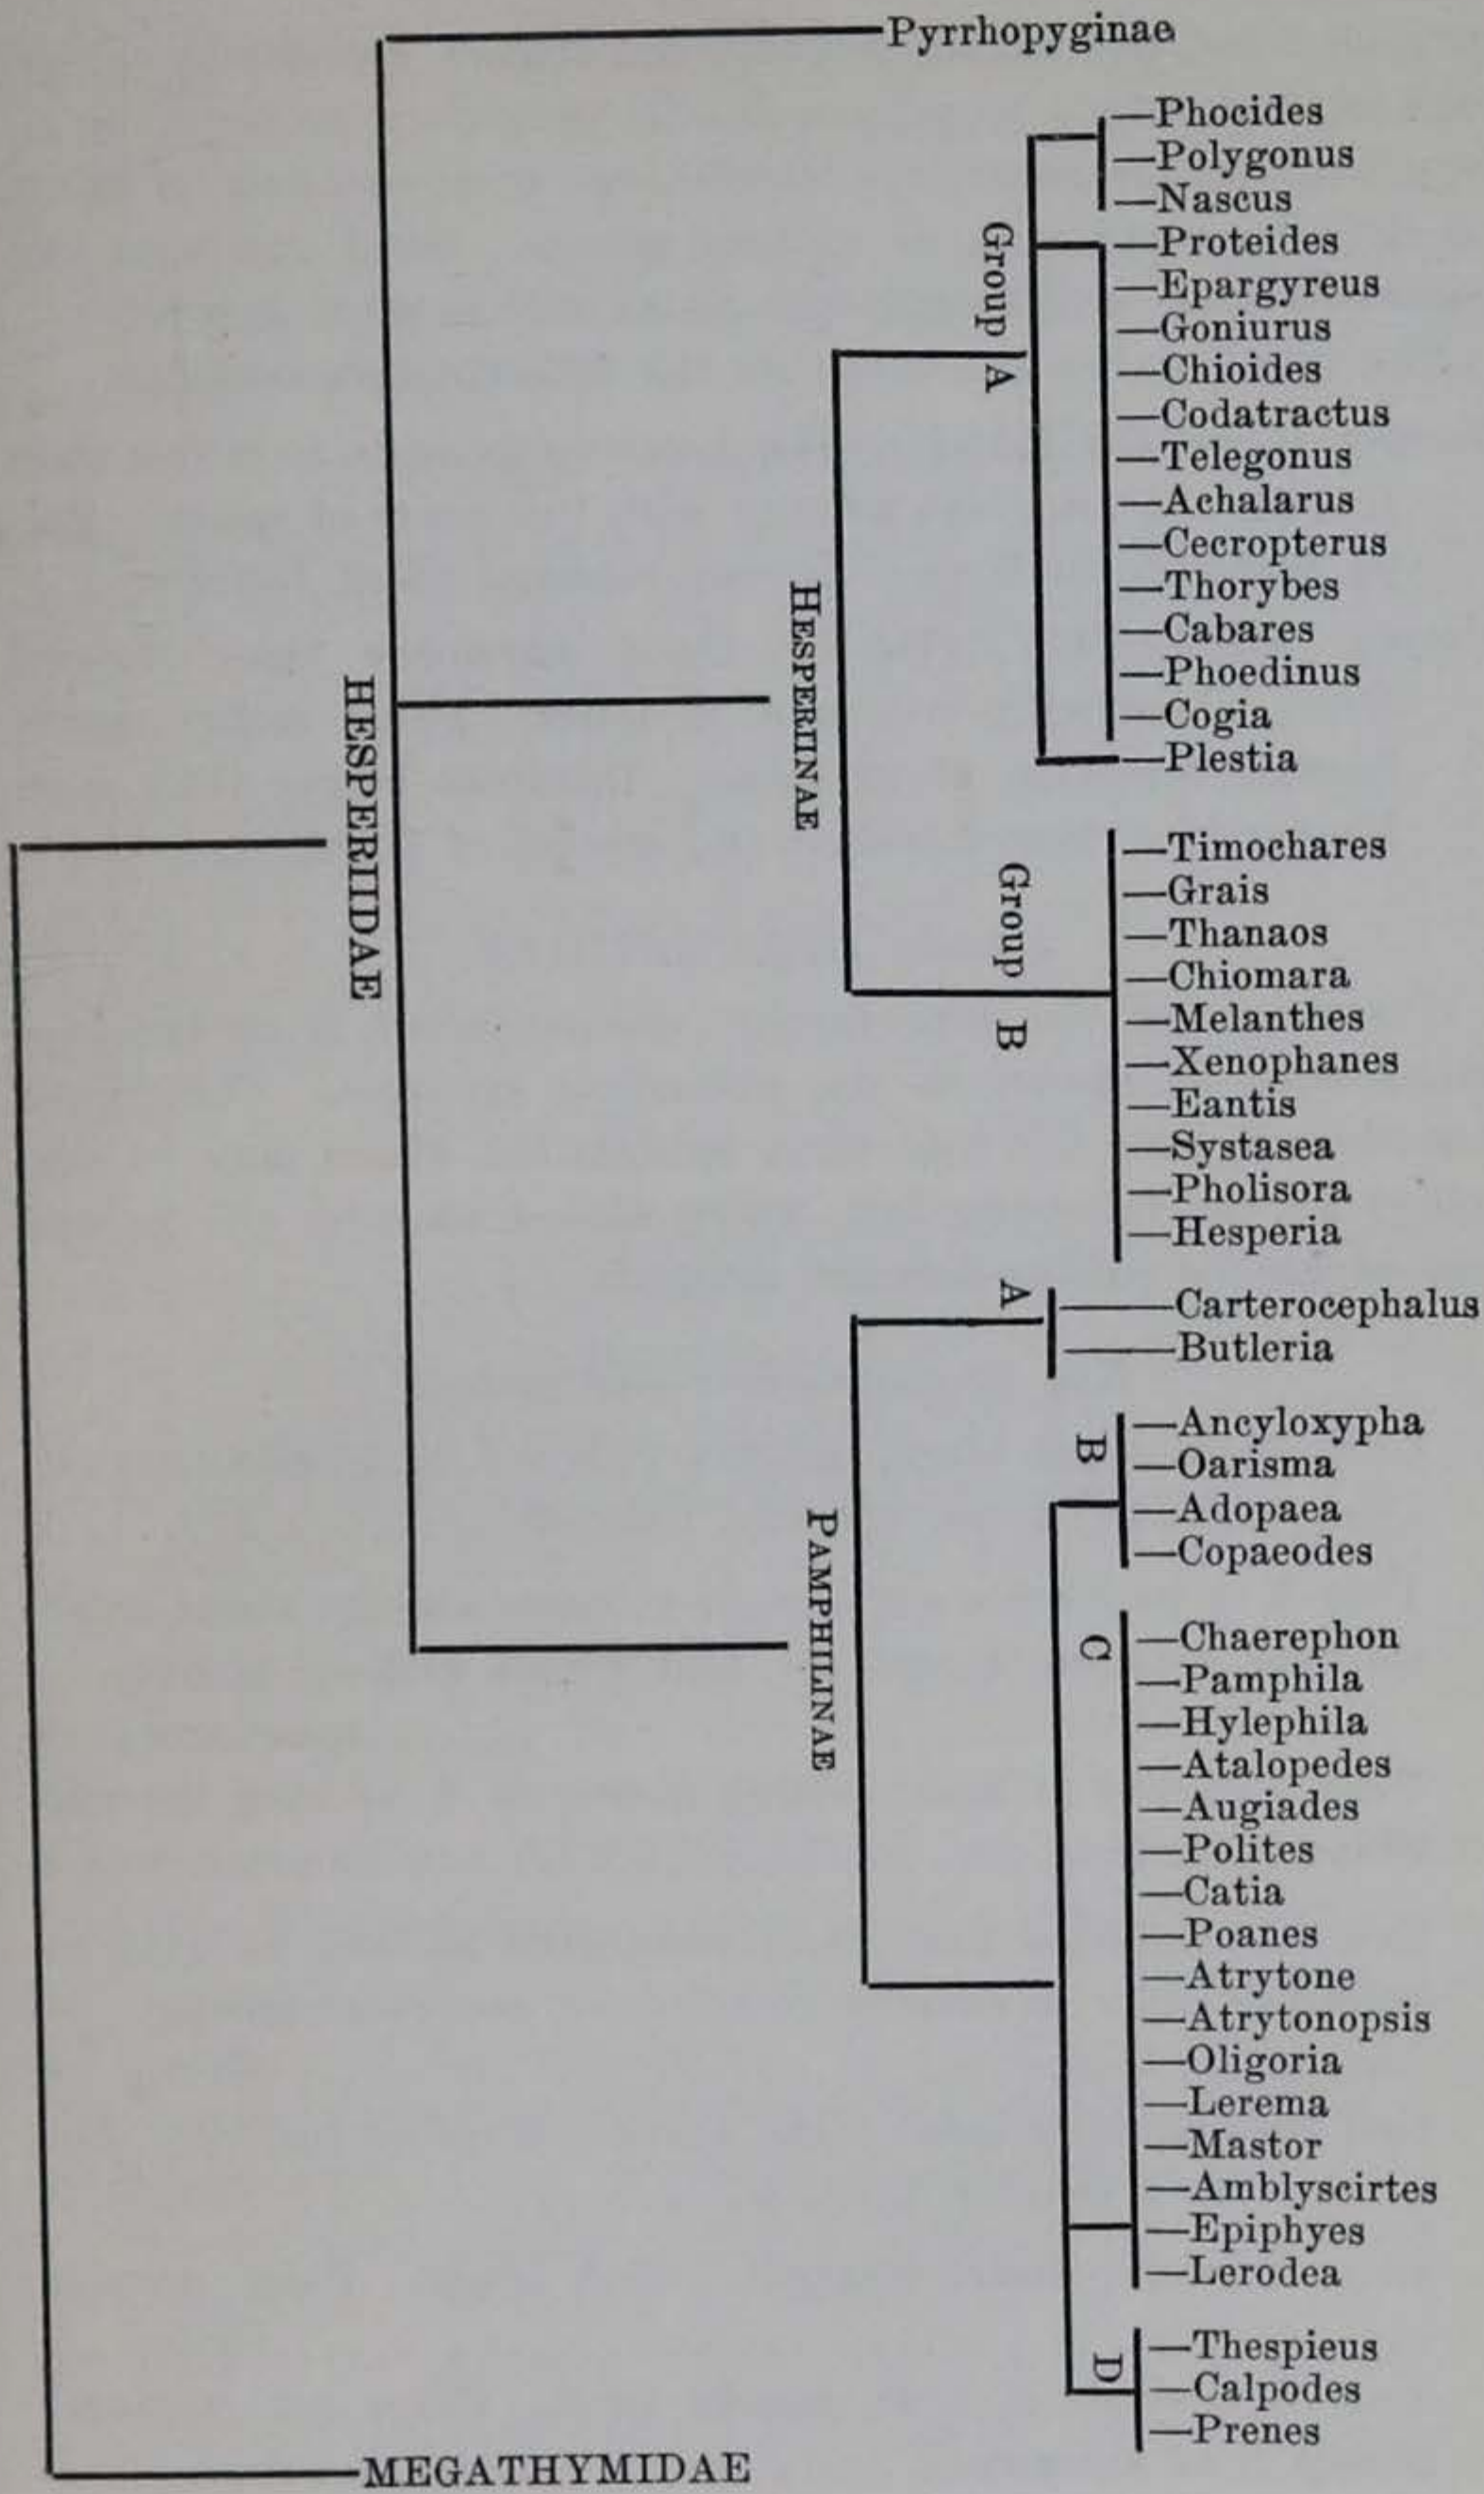 Pyrrhopyginae
Phocides
Polygonus
Nascus
Proteides
Epargyreus
Goniurus
Chioides
Codatractus
Telegonus
Achalarus
Cecropterus
Thorybes
Cabares
Phoedinus
Cogia
Plestia
Group A
HESPERIINAE
HESPERIIDAE
Timochares
Grais
Thanaos
Chiomara
Melanthes
Xenophanes
Eantis
Systasea
Pholisora
Hesperia
Group B
Carterocephalus
Butleria
A
Ancyloxypha
Oarisma
Adopaea
Copaeodes
B
PAMPHILINAE
Chaerephon
Pamphila
Hylephila
Atalopedes
Augiades
Polites
Catia
Poanes
Atrytone
Atrytonopsis
Oligoria
Lerema
Mastor
Amblyscirtes
Epiphyes
Lerodea
C
Thespieus
Calpodes
Prenes
D
MEGATHYMIDAE